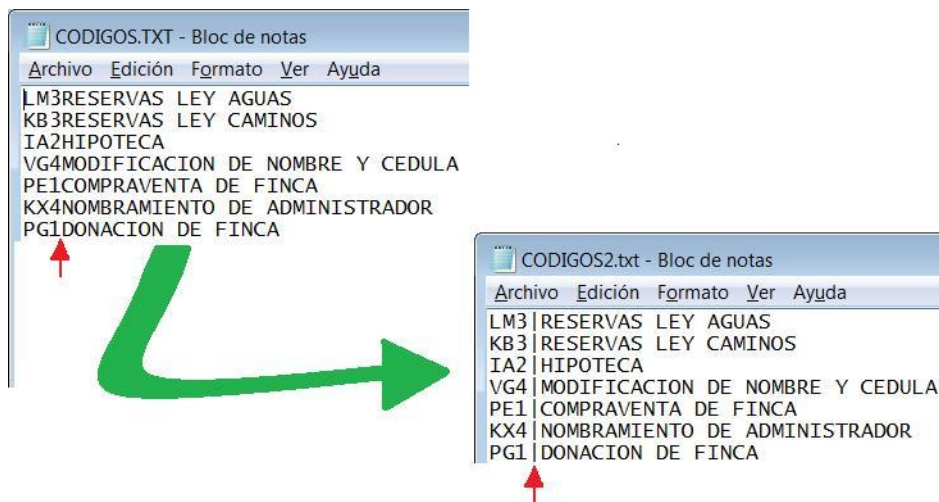 CODIGOS.TXT - Bloc de notas
Archivo Edición Formato Ver Ayuda
LM3RESERVAS LEY AGUAS
KB3RESERVAS LEY CAMINOS
IA2HIPOTECA
VG4MODIFICACION DE NOMBRE Y CEDULA
PE1COMPRAVENTA DE FINCA
KX4NOMBRAMIENTO DE ADMINISTRADOR
PG1DONACION DE FINCA
CODIGOS2.txt - Bloc de notas
Archivo Edición Formato Ver Ayuda
LM3|RESERVAS LEY AGUAS
KB3|RESERVAS LEY CAMINOS
IA2|HIPOTECA
VG4|MODIFICACION DE NOMBRE Y CEDULA
PE1|COMPRAVENTA DE FINCA
KX4|NOMBRAMIENTO DE ADMINISTRADOR
PG1|DONACION DE FINCA